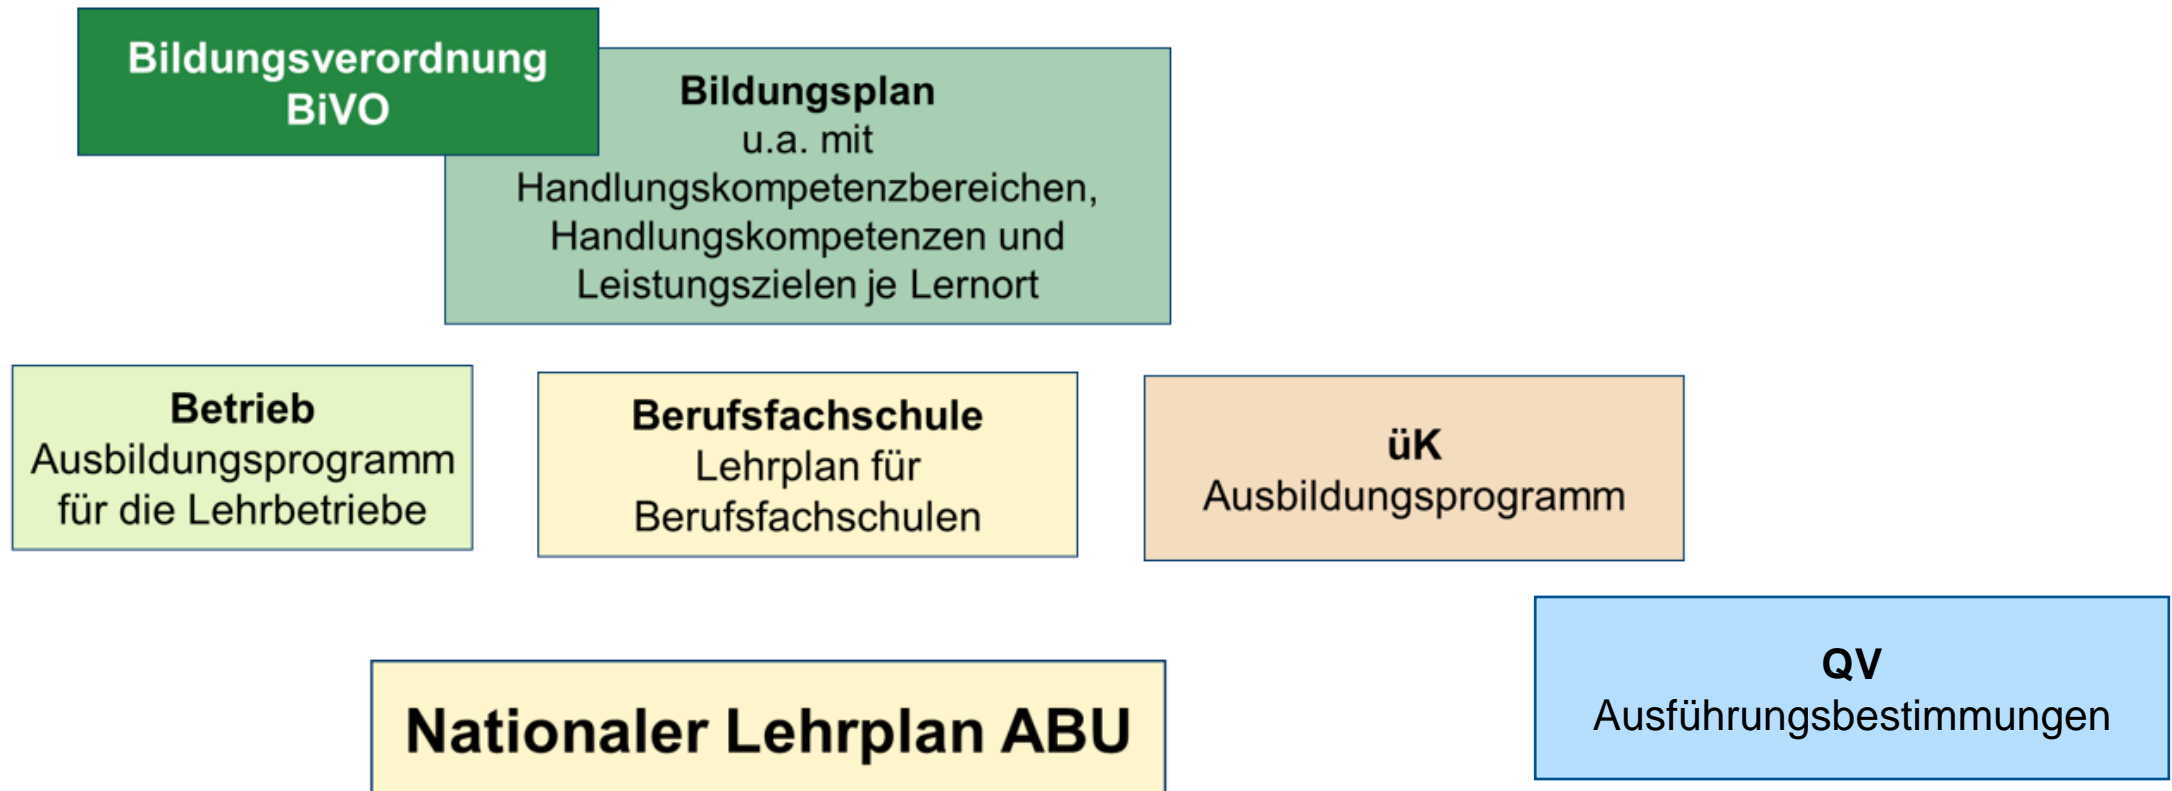 Bildungsverordnung
BiVO
Bildungsplan
u.a. mit
Handlungskompetenzbereichen,
Handlungskompetenzen und
Leistungszielen je Lernort
Betrieb
Ausbildungsprogramm
für die Lehrbetriebe
Berufsfachschule
Lehrplan für
Berufsfachschulen
üK
Ausbildungsprogramm
QV
Ausführungsbestimmungen
Nationaler Lehrplan ABU